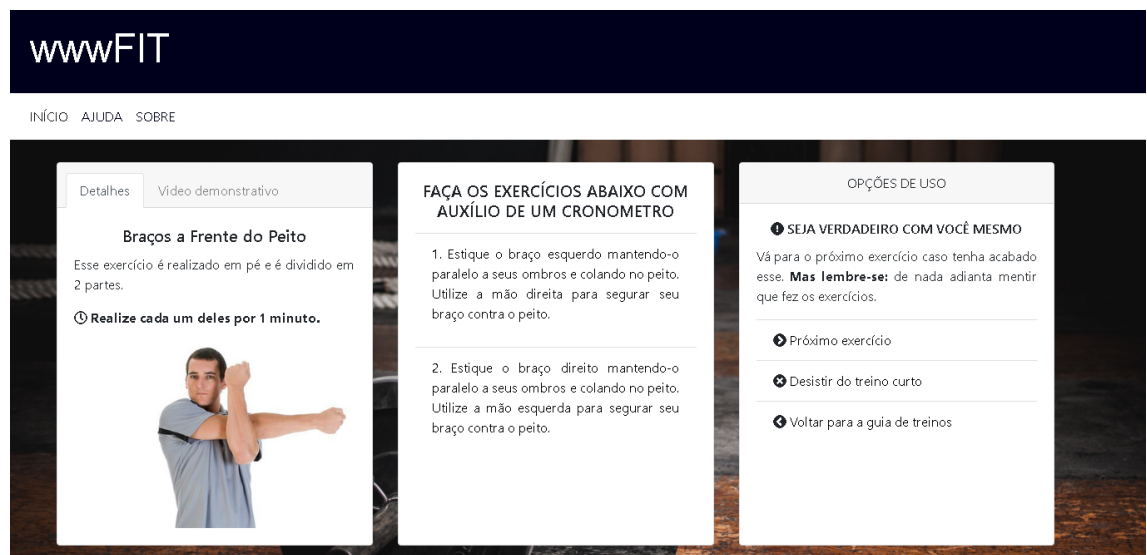 wwwFIT
INÍCIO AJUDA SOBRE
Detalhes Video demonstrativo
Braços a Frente do Peito
Esse exercício é realizado em pé e é dividido em
2 partes.
Realize cada um deles por 1 minuto.
FAÇA OS EXERCÍCIOS ABAIXO COM
AUXÍLIO DE UM CRONOMETRO
1. Estique o braço esquerdo mantendo-o
paralelo a seus ombros e colando no peito.
Utilize a mão direita para segurar seu
braço contra o peito.
2. Estique o braço direito mantendo-o
paralelo a seus ombros e colando no peito.
Utilize a mão esquerda para segurar seu
braço contra o peito.
OPÇÕES DE USO
SEJA VERDADEIRO COM VOCÊ MESMO
Vá para o próximo exercício caso tenha acabado
esse. Mas lembre-se: de nada adianta mentir
que fez os exercícios.
Próximo exercício
Desistir do treino curto
Voltar para a guia de treinos